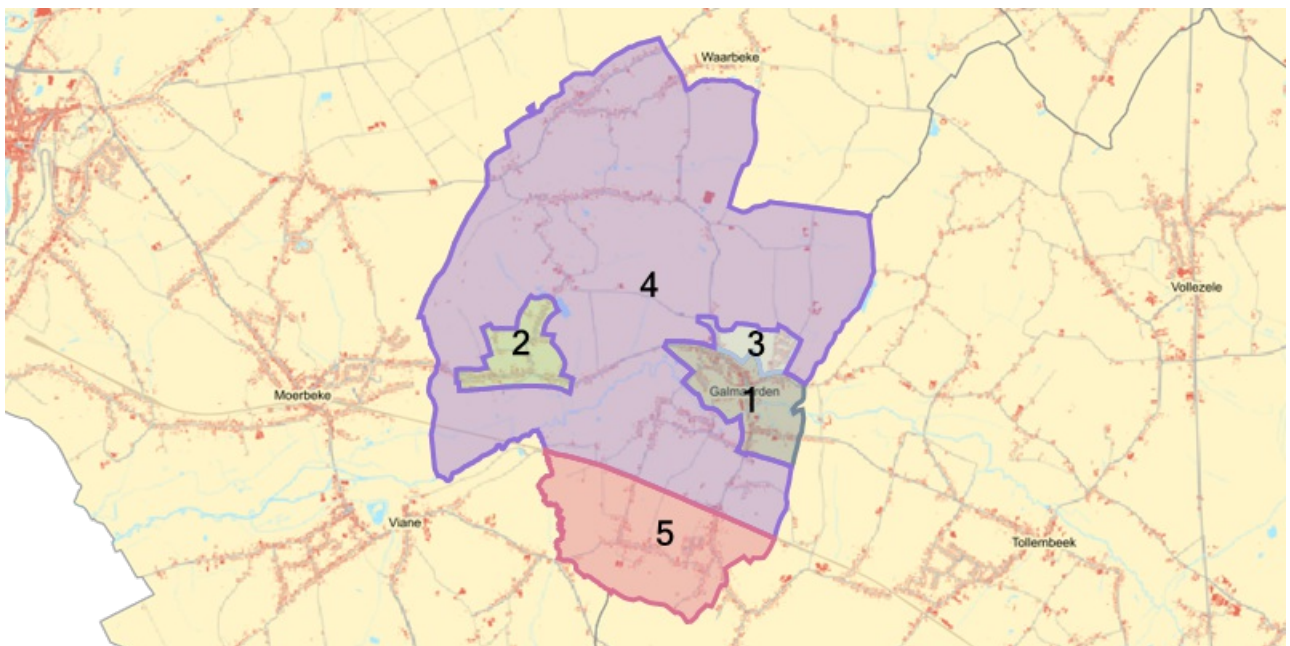 Waarbeke
4
Vollezele
2
3
Galmaarden
1
Moerbeke
Viane
5
Tollembeek